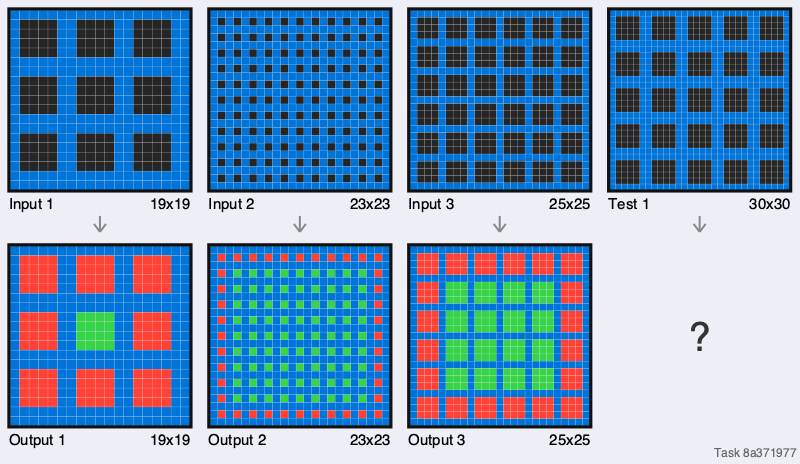 Input 1 19x19
Input 2 23x23
Input 3 25x25
Test 1 30x30
?
Output 1 19x19
Output 2 23x23
Output 3 25x25
Task 8a371977